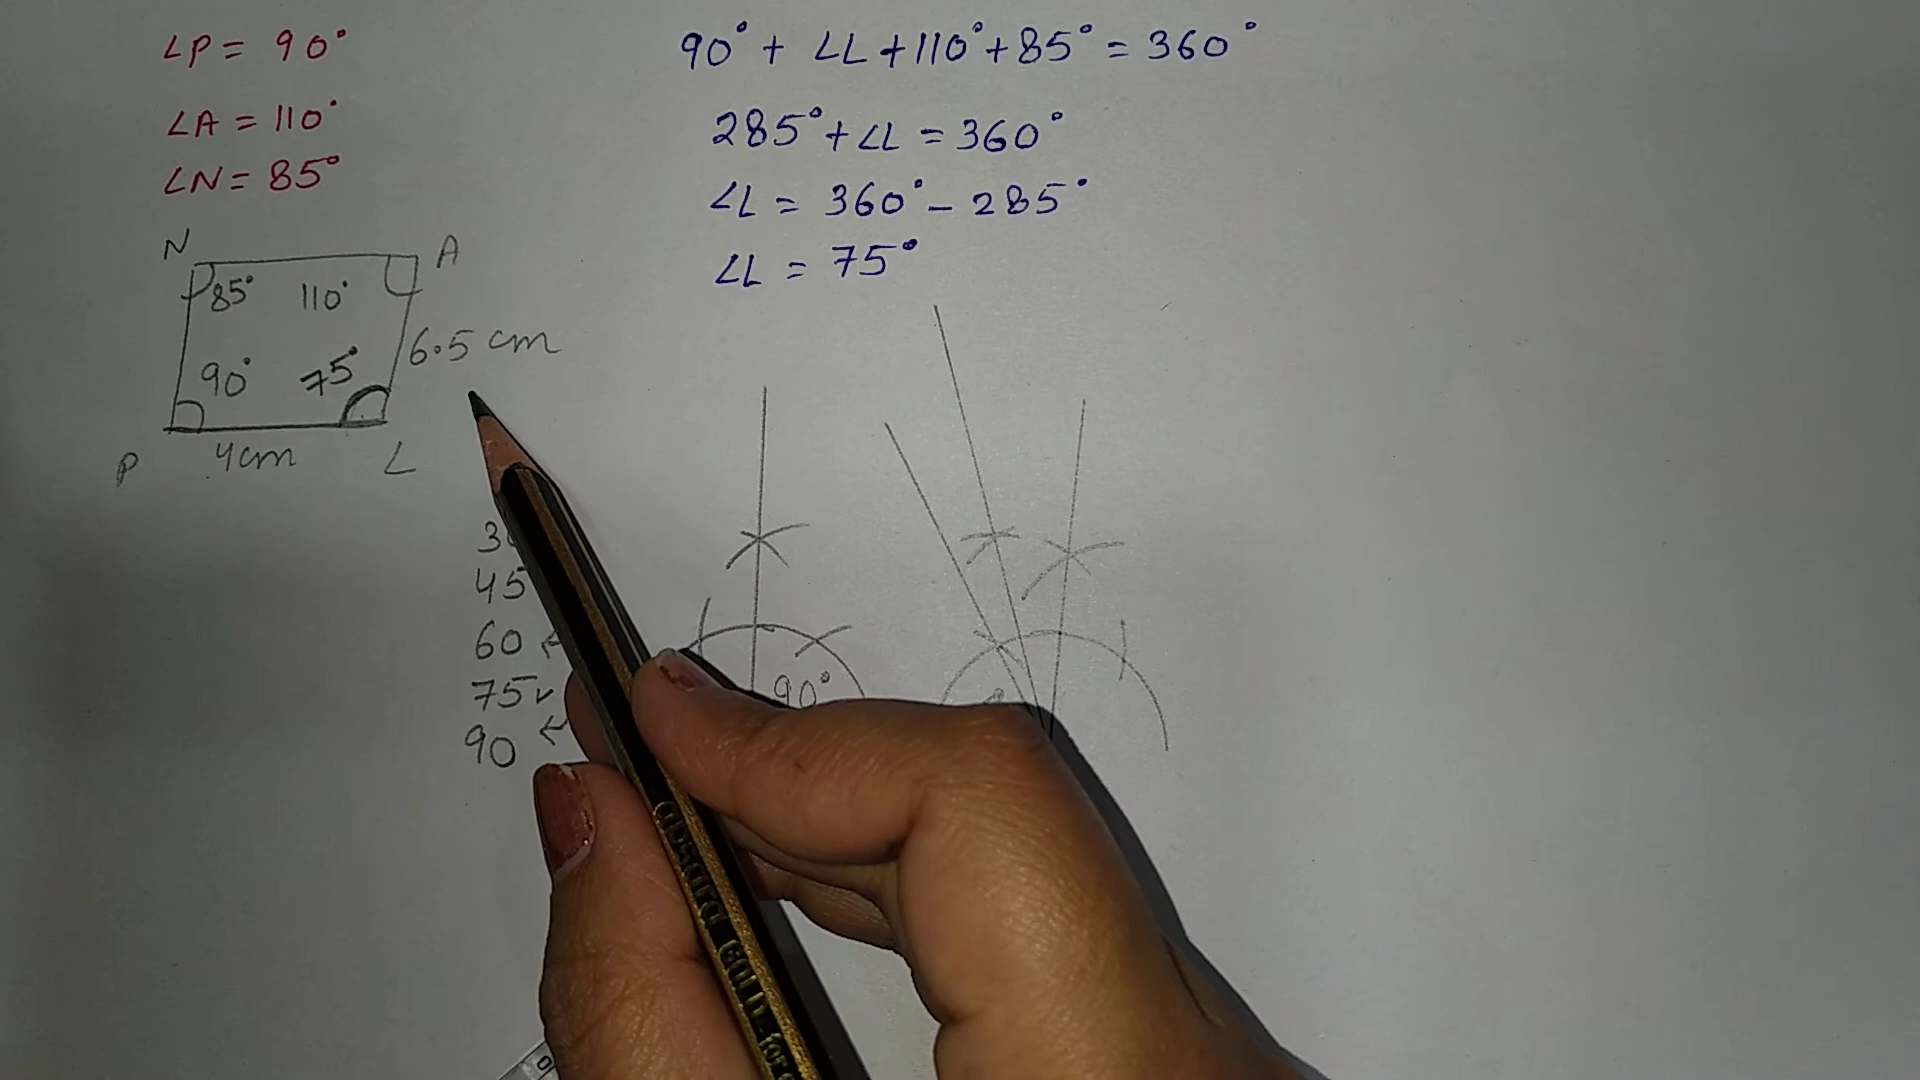 ∠P = 90°
∠A = 110°
∠N = 85°
90° + ∠L + 110° + 85° = 360°
285° + ∠L = 360°
∠L = 360° - 285°
∠L = 75°
N A
85° 110°
6.5 cm
90° 75°
P 4cm L
45
60 ←
75 ✓
90 ←
90°
0